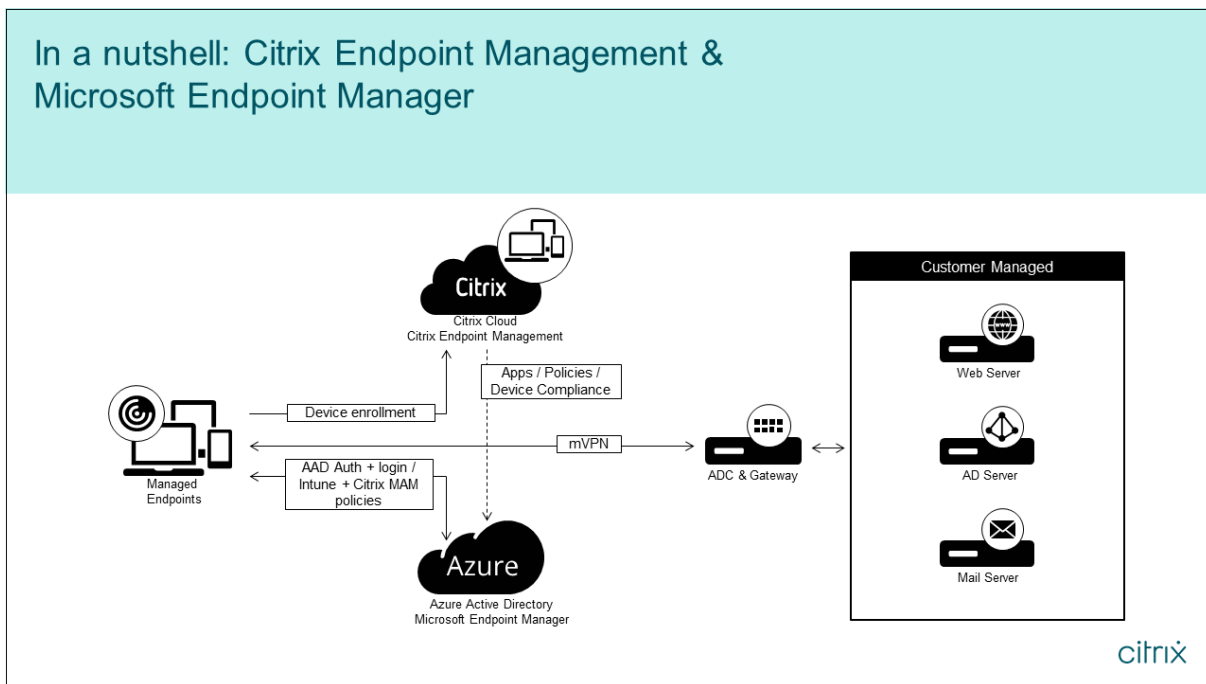 In a nutshell: Citrix Endpoint Management &
Microsoft Endpoint Manager
Citrix
Citrix Cloud
Citrix Endpoint Management
Apps / Policies /
Device Compliance
Device enrollment
mVPN
AAD Auth + login /
Intune + Citrix MAM
policies
Managed
Endpoints
Azure
Azure Active Directory
Microsoft Endpoint Manager
ADC & Gateway
Customer Managed
www
Web Server
AD Server
Mail Server
citrix